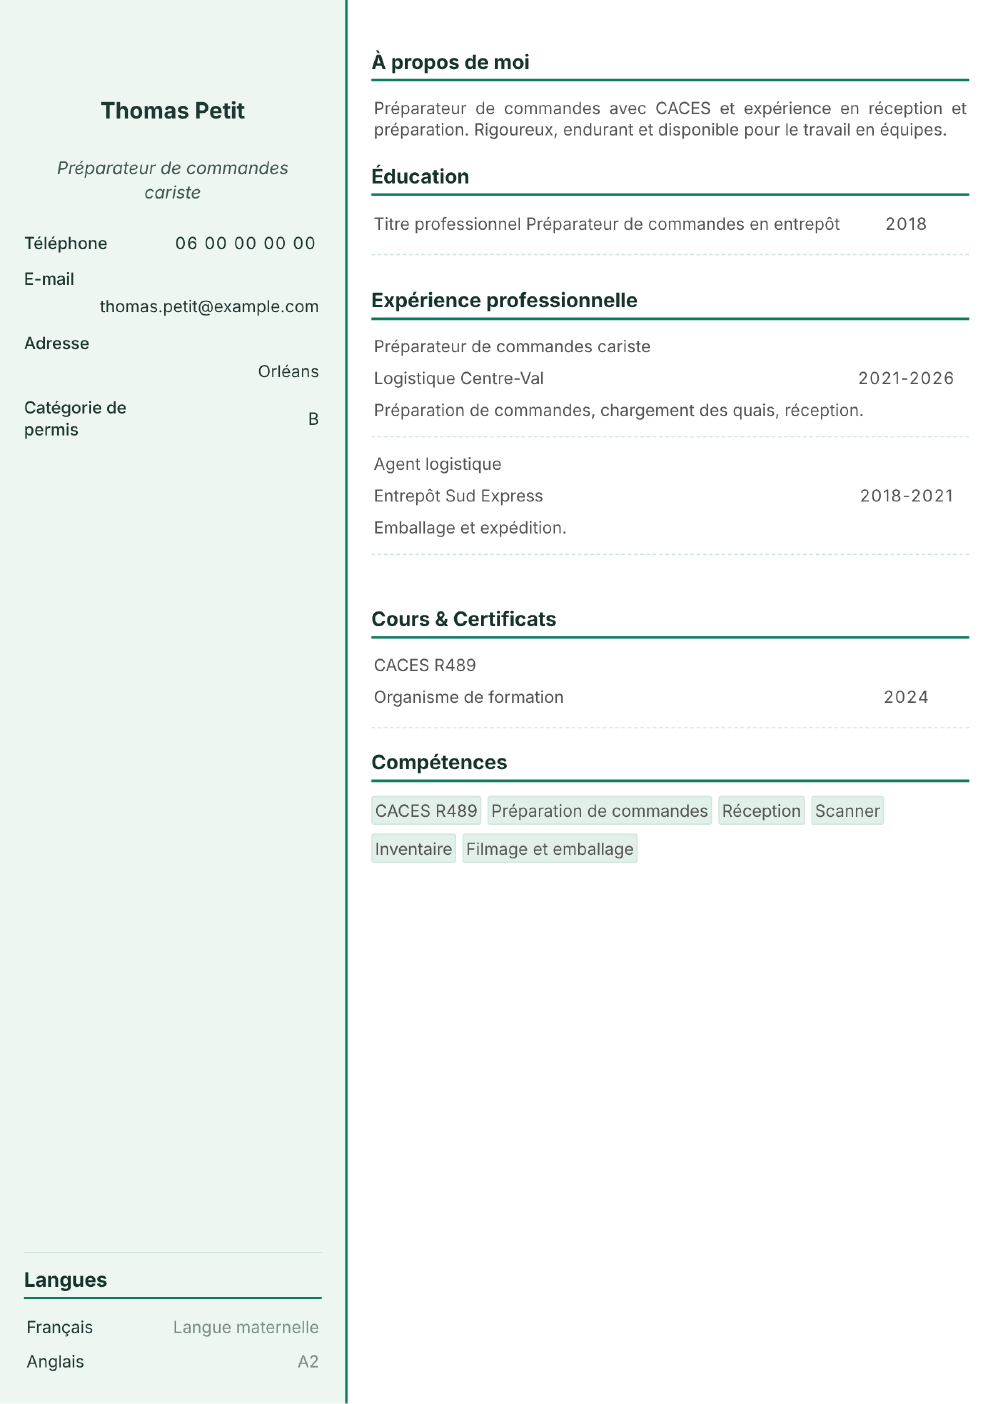 Thomas Petit
Préparateur de commandes
cariste
Téléphone 06 00 00 00 00
E-mail
thomas.petit@example.com
Adresse
Orléans
Catégorie de
permis B
Langues
Français Langue maternelle
Anglais A2
À propos de moi
Préparateur de commandes avec CACES et expérience en réception et
préparation. Rigoureux, endurant et disponible pour le travail en équipes.
Éducation
Titre professionnel Préparateur de commandes en entrepôt 2018
Expérience professionnelle
Préparateur de commandes cariste
Logistique Centre-Val 2021-2026
Préparation de commandes, chargement des quais, réception.
Agent logistique
Entrepôt Sud Express 2018-2021
Emballage et expédition.
Cours & Certificats
CACES R489
Organisme de formation 2024
Compétences
CACES R489 Préparation de commandes Réception Scanner
Inventaire Filmage et emballage